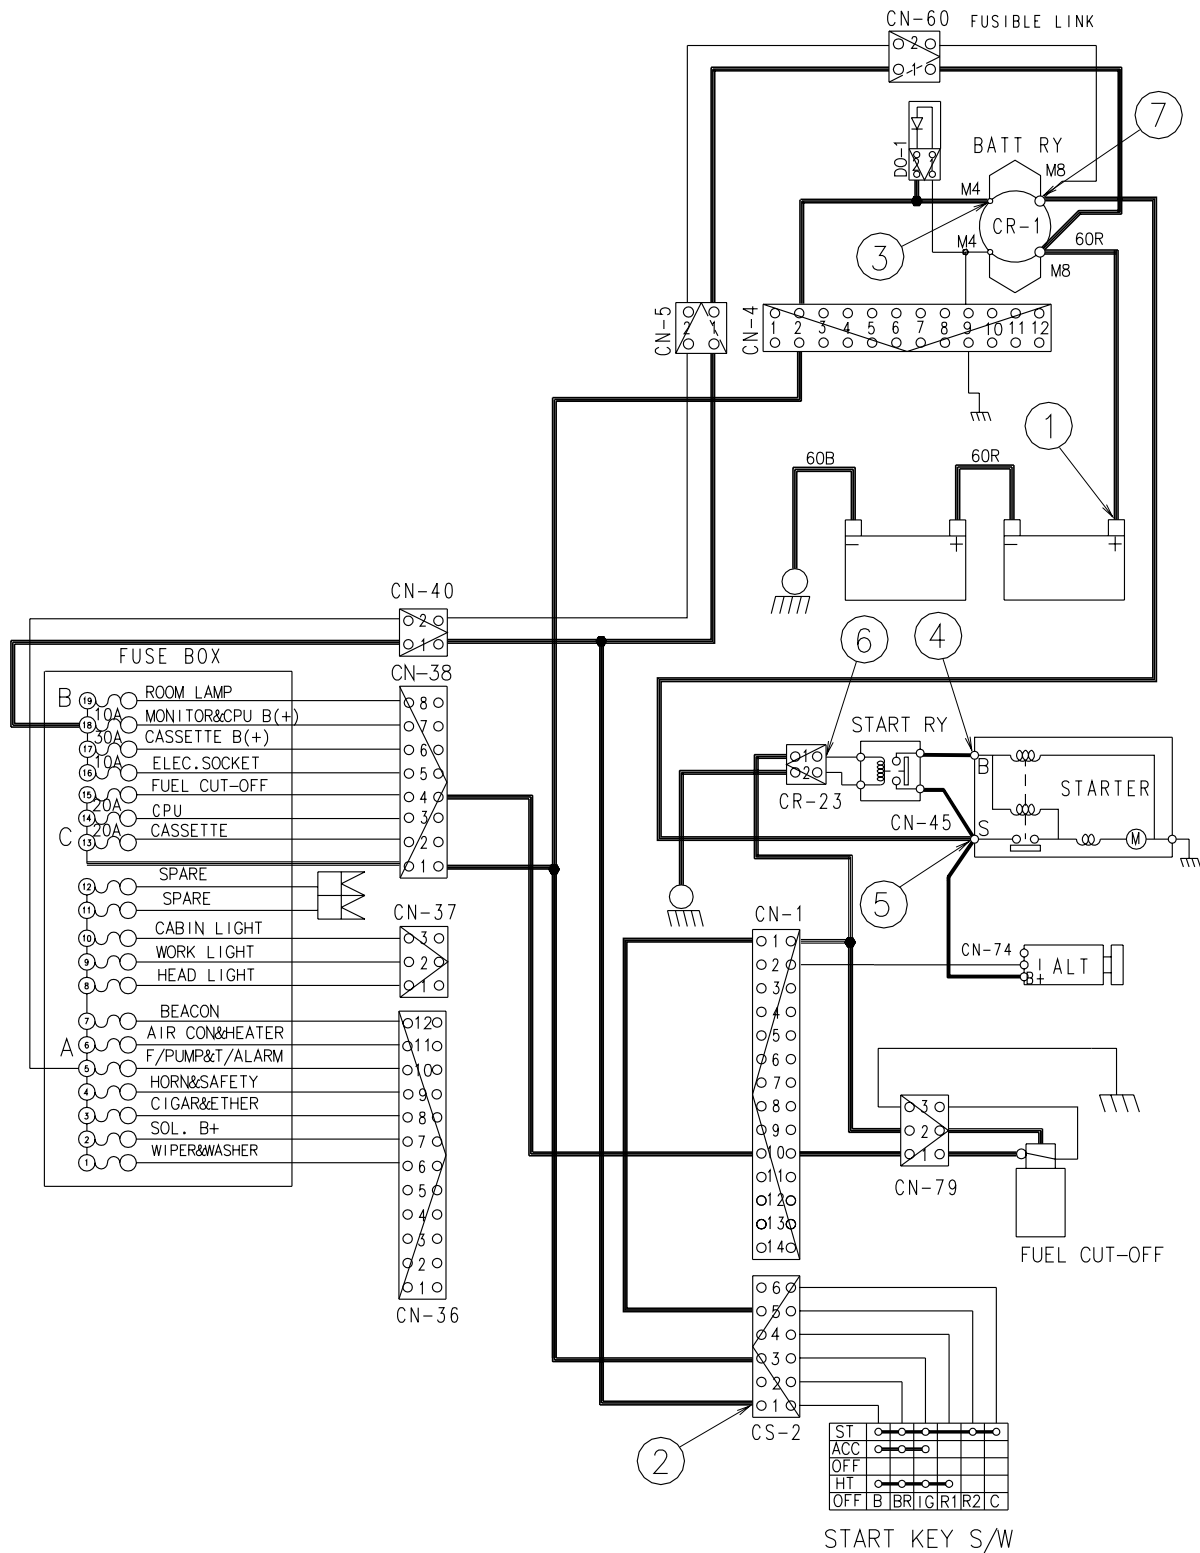 CN-60 FUSIBLE LINK
2
1
7
DO-1
2 1
BATT RY
M4
M8
CR-1
3
M4
60R
M8
CN-5
2 1
CN-4
1 2 3 4 5 6 7 8 9 10 11 12
1
60B
60R
- +
- +
CN-40
2
1
FUSE BOX
CN-38
B
19 ROOM LAMP 8
10A
18 MONITOR&CPU B(+) 7
30A
17 CASSETTE B(+) 6
10A
16 ELEC.SOCKET 5
15 FUEL CUT-OFF 4
20A
14 CPU 3
C
20A
13 CASSETTE 2
1
12 SPARE
11 SPARE
CN-37
10 CABIN LIGHT 3
9 WORK LIGHT 2
8 HEAD LIGHT 1
7 BEACON 12
A
6 AIR CON&HEATER 11
5 F/PUMP&T/ALARM 10
4 HORN&SAFETY 9
3 CIGAR&ETHER 8
2 SOL. B+ 7
1 WIPER&WASHER 6
5
4
3
2
1
CN-36
6
4
START RY
1
2
CR-23
B
STARTER
CN-45
S
M
5
CN-1
1
2
3
4
5
6
7
8
9
10
11
12
13
14
CN-74
I ALT
B+
3
2
1
CN-79
FUEL CUT-OFF
6
5
4
3
2
1
CS-2
2
ST
ACC
OFF
HT
OFF B BR IG R1 R2 C
START KEY S/W